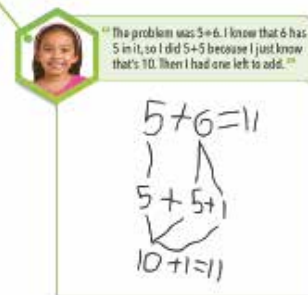 "The problem was 5+6. I know that 6 has
5 in it, so I did 5+5 because I just know
that's 10. Then I had one left to add."
5+6=11
5+5+1
10+1=11